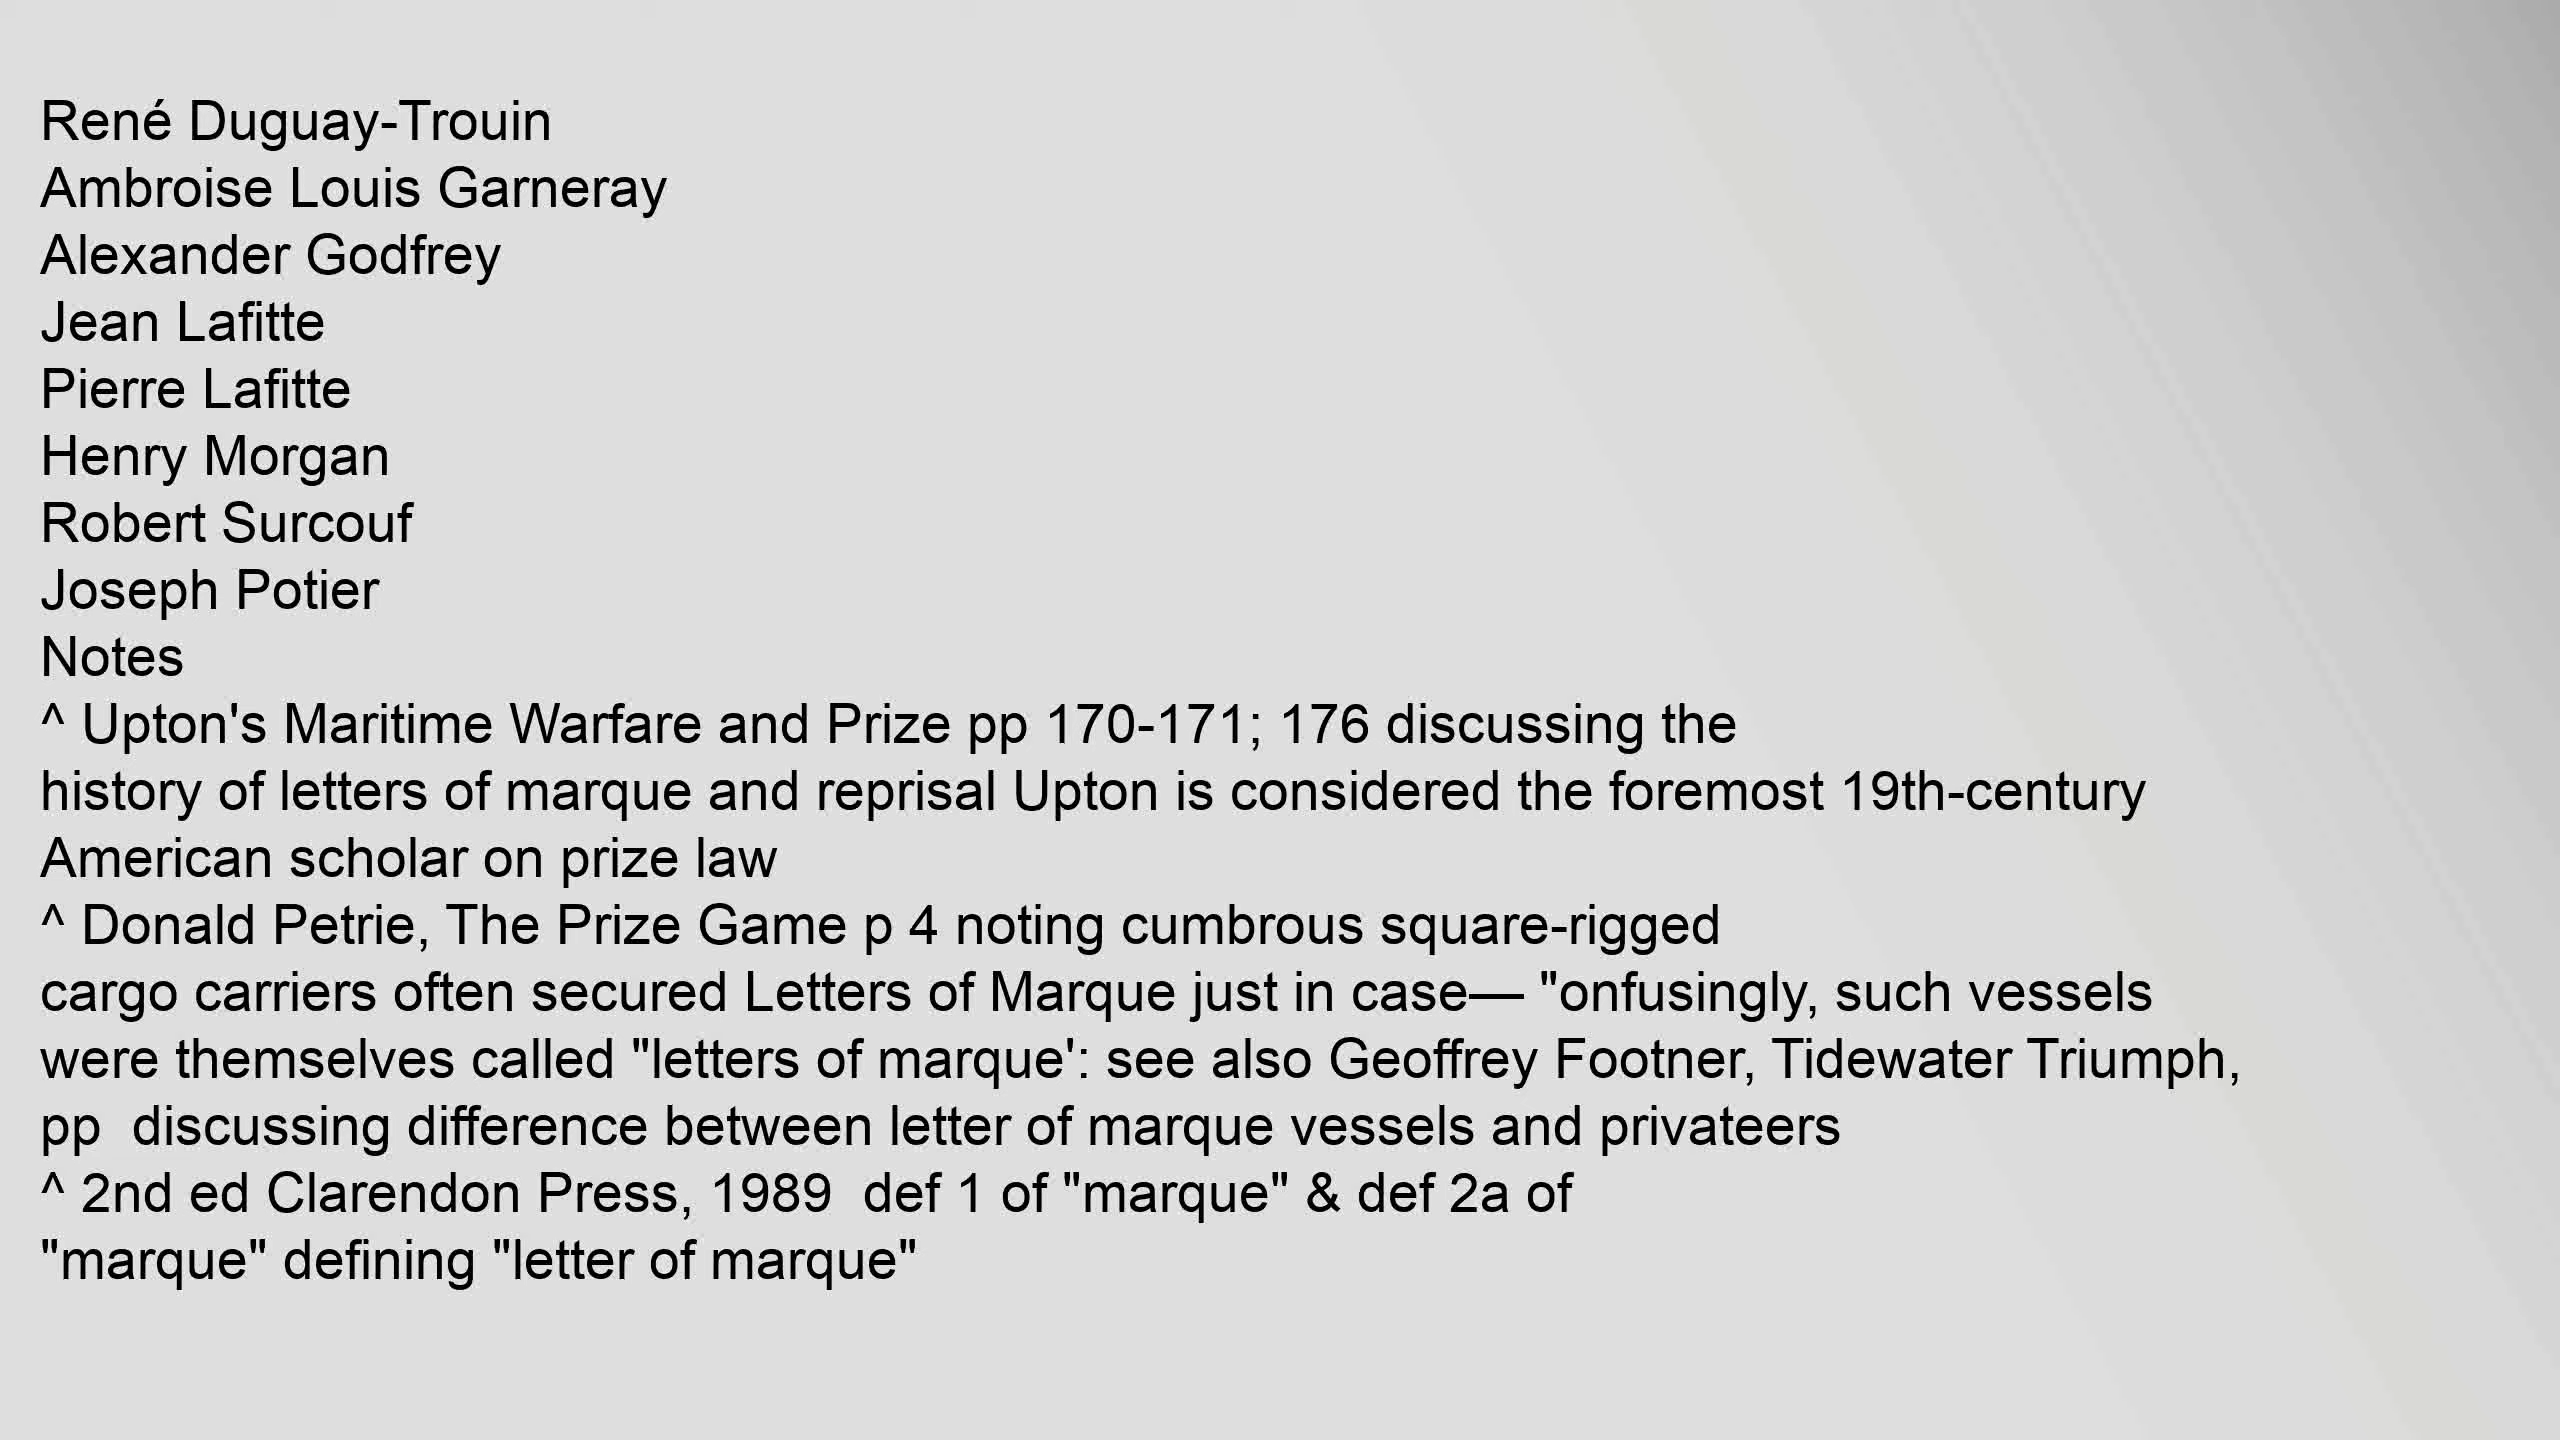 René Duguay-Trouin
Ambroise Louis Garneray
Alexander Godfrey
Jean Lafitte
Pierre Lafitte
Henry Morgan
Robert Surcouf
Joseph Potier
Notes
^ Upton's Maritime Warfare and Prize pp 170-171; 176 discussing the
history of letters of marque and reprisal Upton is considered the foremost 19th-century
American scholar on prize law
^ Donald Petrie, The Prize Game p 4 noting cumbrous square-rigged
cargo carriers often secured Letters of Marque just in case— "onfusingly, such vessels
were themselves called "letters of marque': see also Geoffrey Footner, Tidewater Triumph,
pp  discussing difference between letter of marque vessels and privateers
^ 2nd ed Clarendon Press, 1989  def 1 of "marque" & def 2a of
"marque" defining "letter of marque"